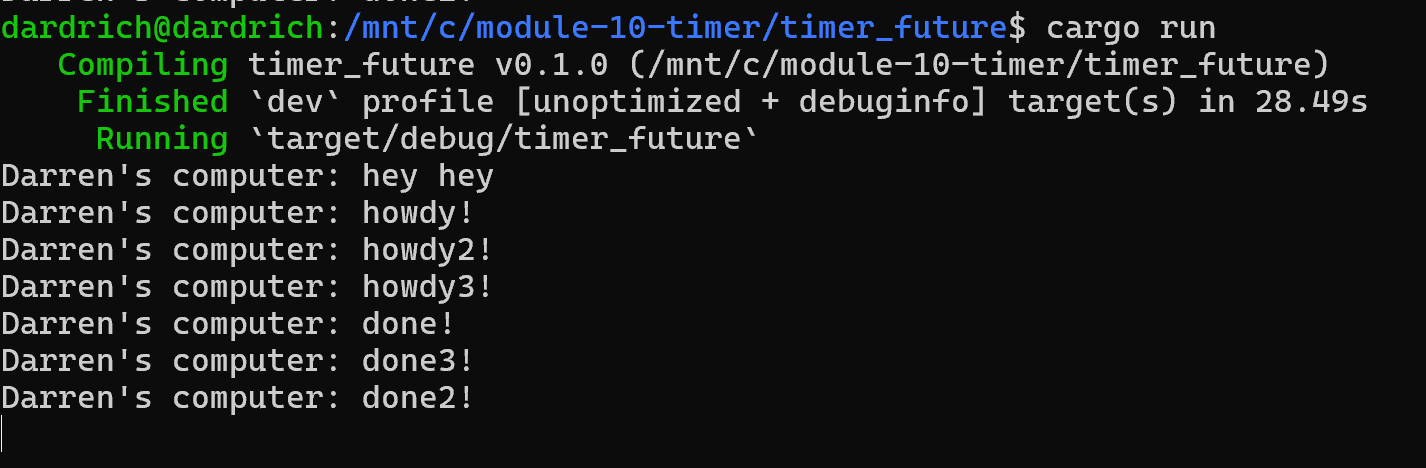 Darren's computer: done2!
dardrich@dardrich:/mnt/c/module-10-timer/timer_future$ cargo run
   Compiling timer_future v0.1.0 (/mnt/c/module-10-timer/timer_future)
    Finished `dev` profile [unoptimized + debuginfo] target(s) in 28.49s
     Running `target/debug/timer_future`
Darren's computer: hey hey
Darren's computer: howdy!
Darren's computer: howdy2!
Darren's computer: howdy3!
Darren's computer: done!
Darren's computer: done3!
Darren's computer: done2!